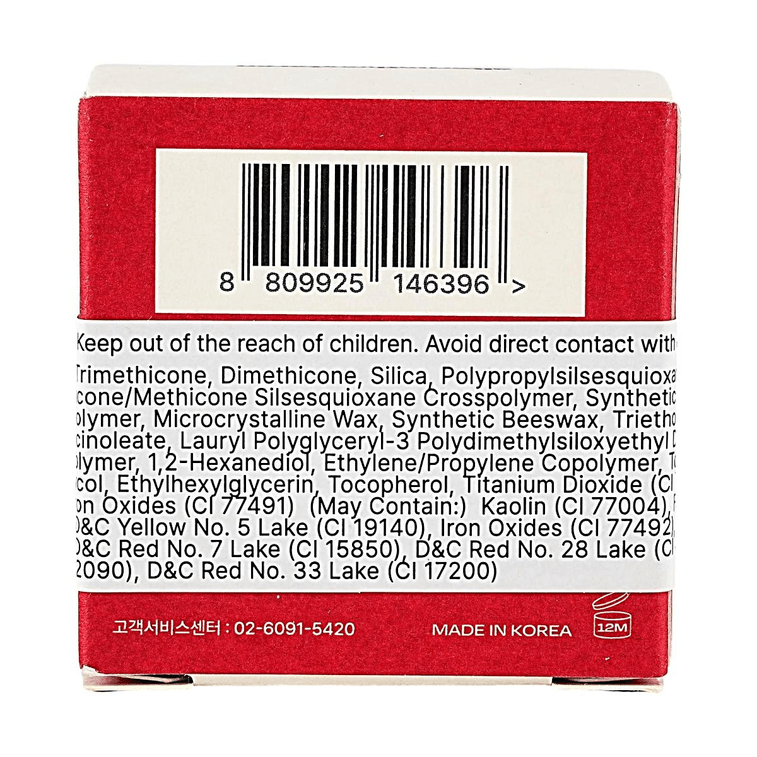 8 809925 146396 >
Keep out of the reach of children. Avoid direct contact with
Trimethicone, Dimethicone, Silica, Polypropylsilsesquioxa
cone/Methicone Silsesquioxane Crosspolymer, Synthetic
olymer, Microcrystalline Wax, Synthetic Beeswax, Trietho
cinoleate, Lauryl Polyglyceryl-3 Polydimethylsiloxyethyl D
olymer, 1,2-Hexanediol, Ethylene/Propylene Copolymer,
col, Ethylhexylglycerin, Tocopherol, Titanium Dioxide (CI
on Oxides (CI 77491) (May Contain:) Kaolin (CI 77004),
D&C Yellow No. 5 Lake (CI 19140), Iron Oxides (CI 77492)
D&C Red No. 7 Lake (CI 15850), D&C Red No. 28 Lake (CI
2090), D&C Red No. 33 Lake (CI 17200)
고객서비스센터 : 02-6091-5420 MADE IN KOREA 12M